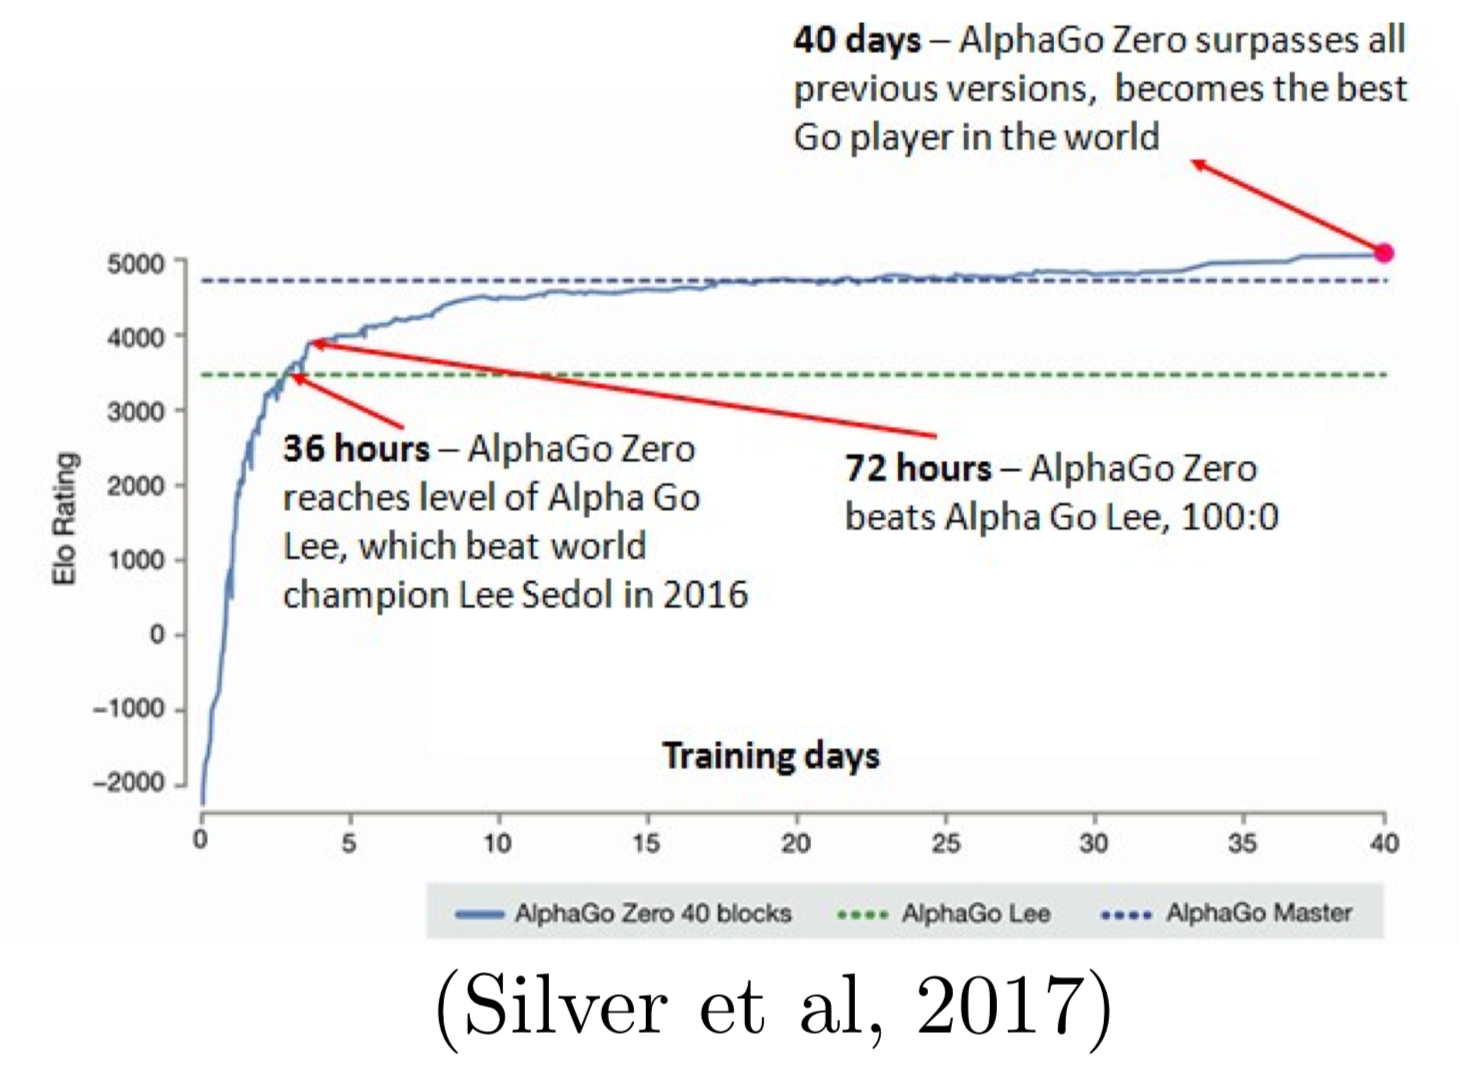 40 days – AlphaGo Zero surpasses all
previous versions, becomes the best
Go player in the world
5000
4000
3000
2000
1000
0
−1000
−2000
Elo Rating
36 hours – AlphaGo Zero
reaches level of Alpha Go
Lee, which beat world
champion Lee Sedol in 2016
72 hours – AlphaGo Zero
beats Alpha Go Lee, 100:0
Training days
0 5 10 15 20 25 30 35 40
AlphaGo Zero 40 blocks AlphaGo Lee AlphaGo Master
(Silver et al, 2017)